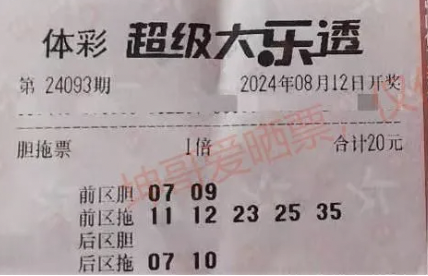 体彩 超级大乐透
第 24093期 2024年08月12日开奖
胆拖票 1倍 合计20元
前区胆 07 09
前区拖 11 12 23 25 35
后区胆
后区拖 07 10
坤哥爱晒票,